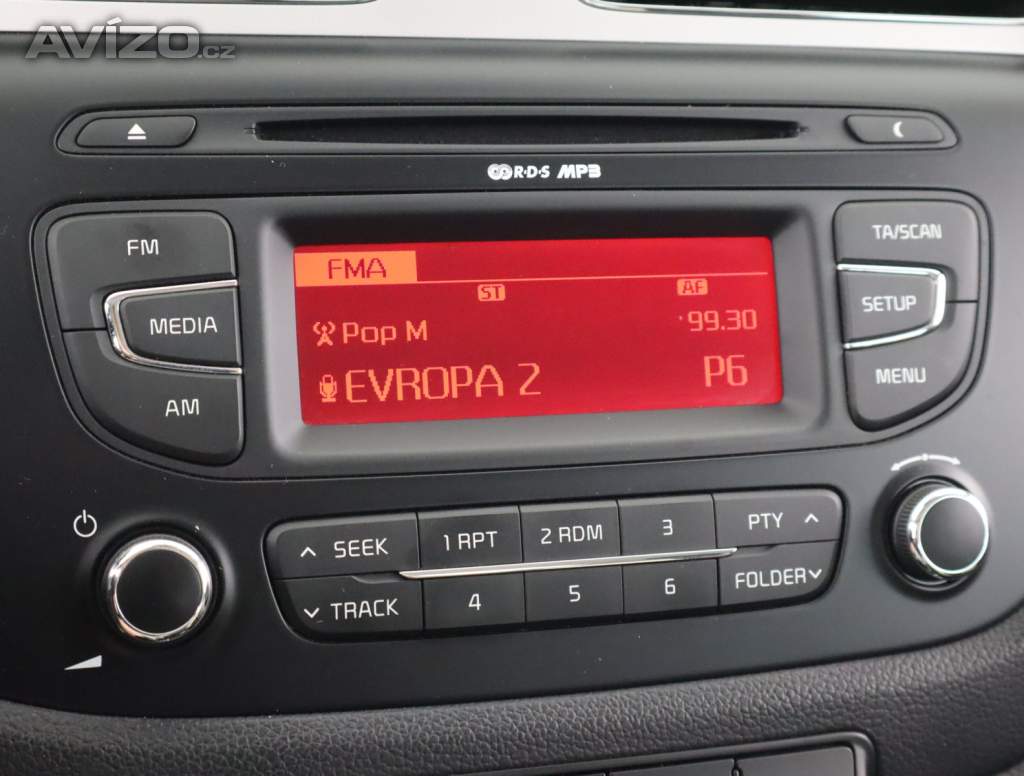 AVÍZO.cz
R·D·S MP3
FM
MEDIA
AM
FMA
ST
AF
Pop M
99.30
EVROPA 2
P6
TA/SCAN
SETUP
MENU
SEEK
1 RPT
2 RDM
3
PTY
TRACK
4
5
6
FOLDER